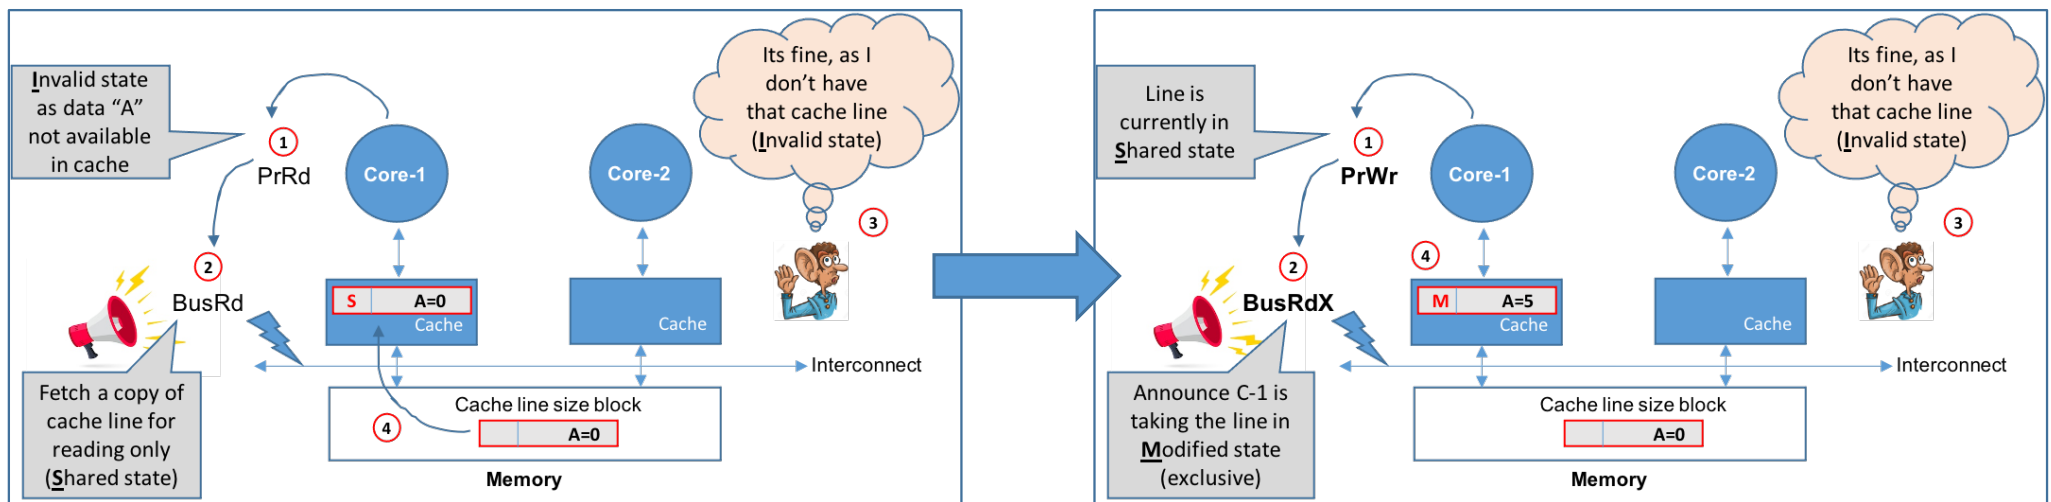 Invalid state
as data “A”
not available
in cache
1
PrRd
Core-1
Core-2
Its fine, as I
don’t have
that cache line
(Invalid state)
3
2
BusRd
S A=0
Cache
Cache
Interconnect
Fetch a copy of
cache line for
reading only
(Shared state)
4
Cache line size block
A=0
Memory
Line is
currently in
Shared state
1
PrWr
Core-1
Core-2
Its fine, as I
don’t have
that cache line
(Invalid state)
3
2
BusRdX
4
M A=5
Cache
Cache
Interconnect
Announce C-1 is
taking the line in
Modified state
(exclusive)
Cache line size block
A=0
Memory